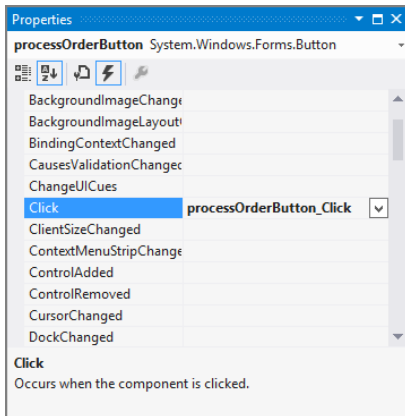 Properties
processOrderButton System.Windows.Forms.Button
BackgroundImageChange
BackgroundImageLayout
BindingContextChanged
CausesValidationChanged
ChangeUICues
Click processOrderButton_Click
ClientSizeChanged
ContextMenuStripChange
ControlAdded
ControlRemoved
CursorChanged
DockChanged
Click
Occurs when the component is clicked.